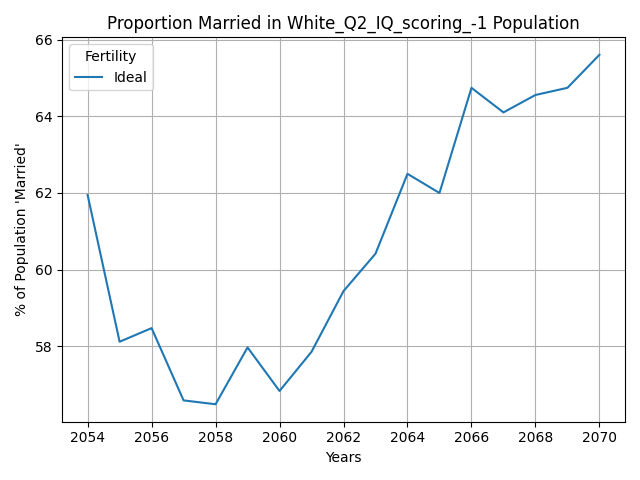 Proportion Married in White_Q2_IQ_scoring_-1 Population
Fertility
Ideal
% of Population 'Married'
66
64
62
60
58
2054 2056 2058 2060 2062 2064 2066 2068 2070
Years